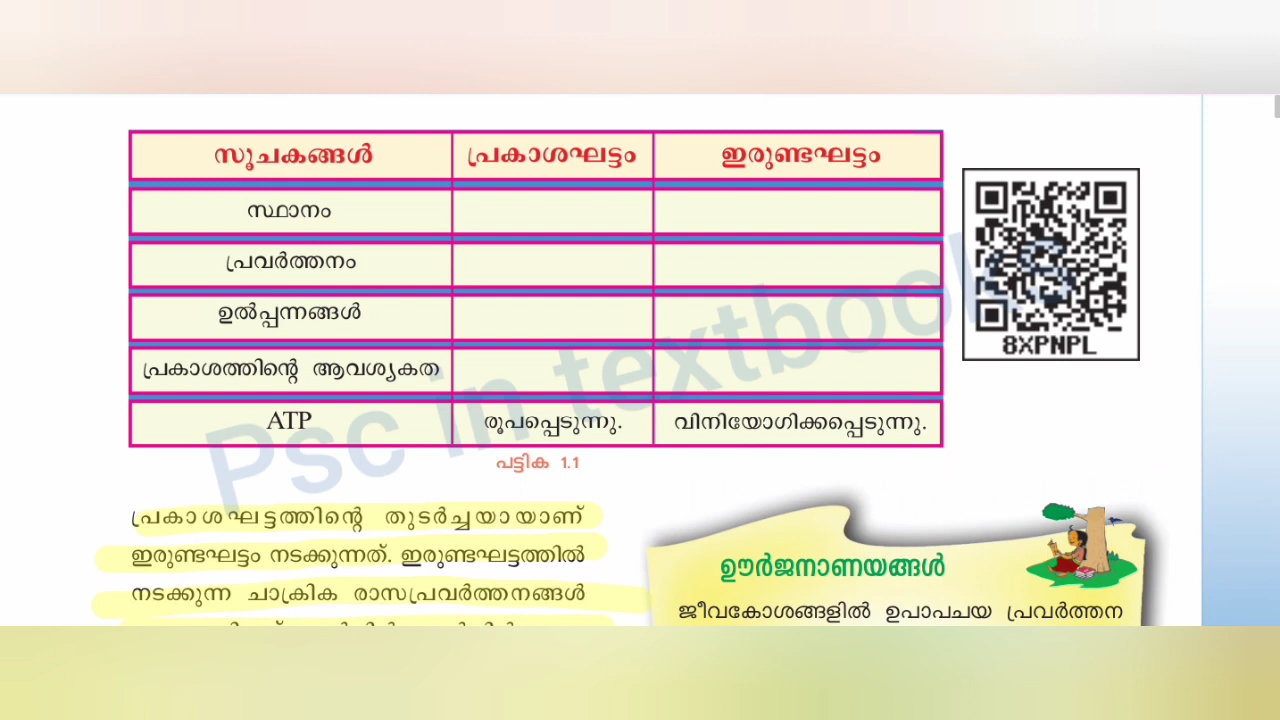 സൂചകങ്ങൾ പ്രകാശഘട്ടം ഇരുണ്ടഘട്ടം
സ്ഥാനം
പ്രവർത്തനം
ഉൽപ്പന്നങ്ങൾ
പ്രകാശത്തിന്റെ ആവശ്യകത
ATP രൂപപ്പെടുന്നു. വിനിയോഗിക്കപ്പെടുന്നു.
പട്ടിക 1.1
8XPNPL
Psc in textbooks
പ്രകാശഘട്ടത്തിന്റെ തുടർച്ചയായാണ്
ഇരുണ്ടഘട്ടം നടക്കുന്നത്. ഇരുണ്ടഘട്ടത്തിൽ
നടക്കുന്ന ചാക്രിക രാസപ്രവർത്തനങ്ങൾ
ഊർജനാണയങ്ങൾ
ജീവകോശങ്ങളിൽ ഉപാപചയ പ്രവർത്തന